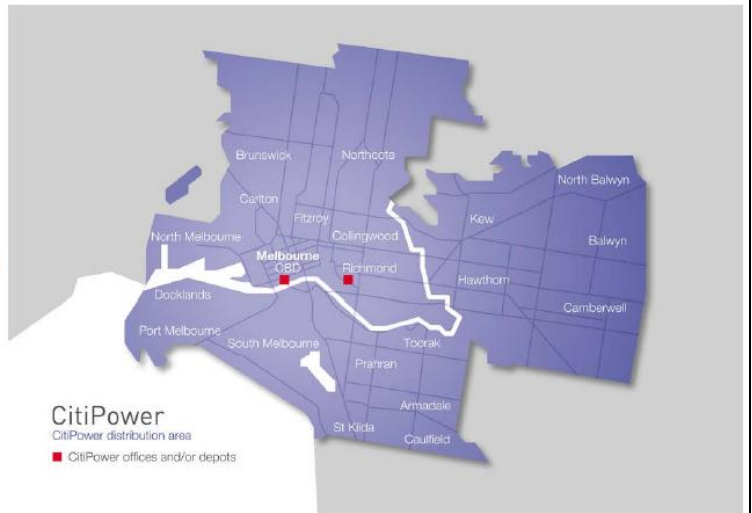 Brunswick
Northcote
North Balwyn
Carlton
Fitzroy
Kew
North Melbourne
Collingwood
Balwyn
Melbourne
CBD
Richmond
Hawthorn
Docklands
Camberwell
Port Melbourne
South Melbourne
Toorak
Prahran
Armadale
St Kilda
Caulfield
CitiPower
CitiPower distribution area
CitiPower offices and/or depots